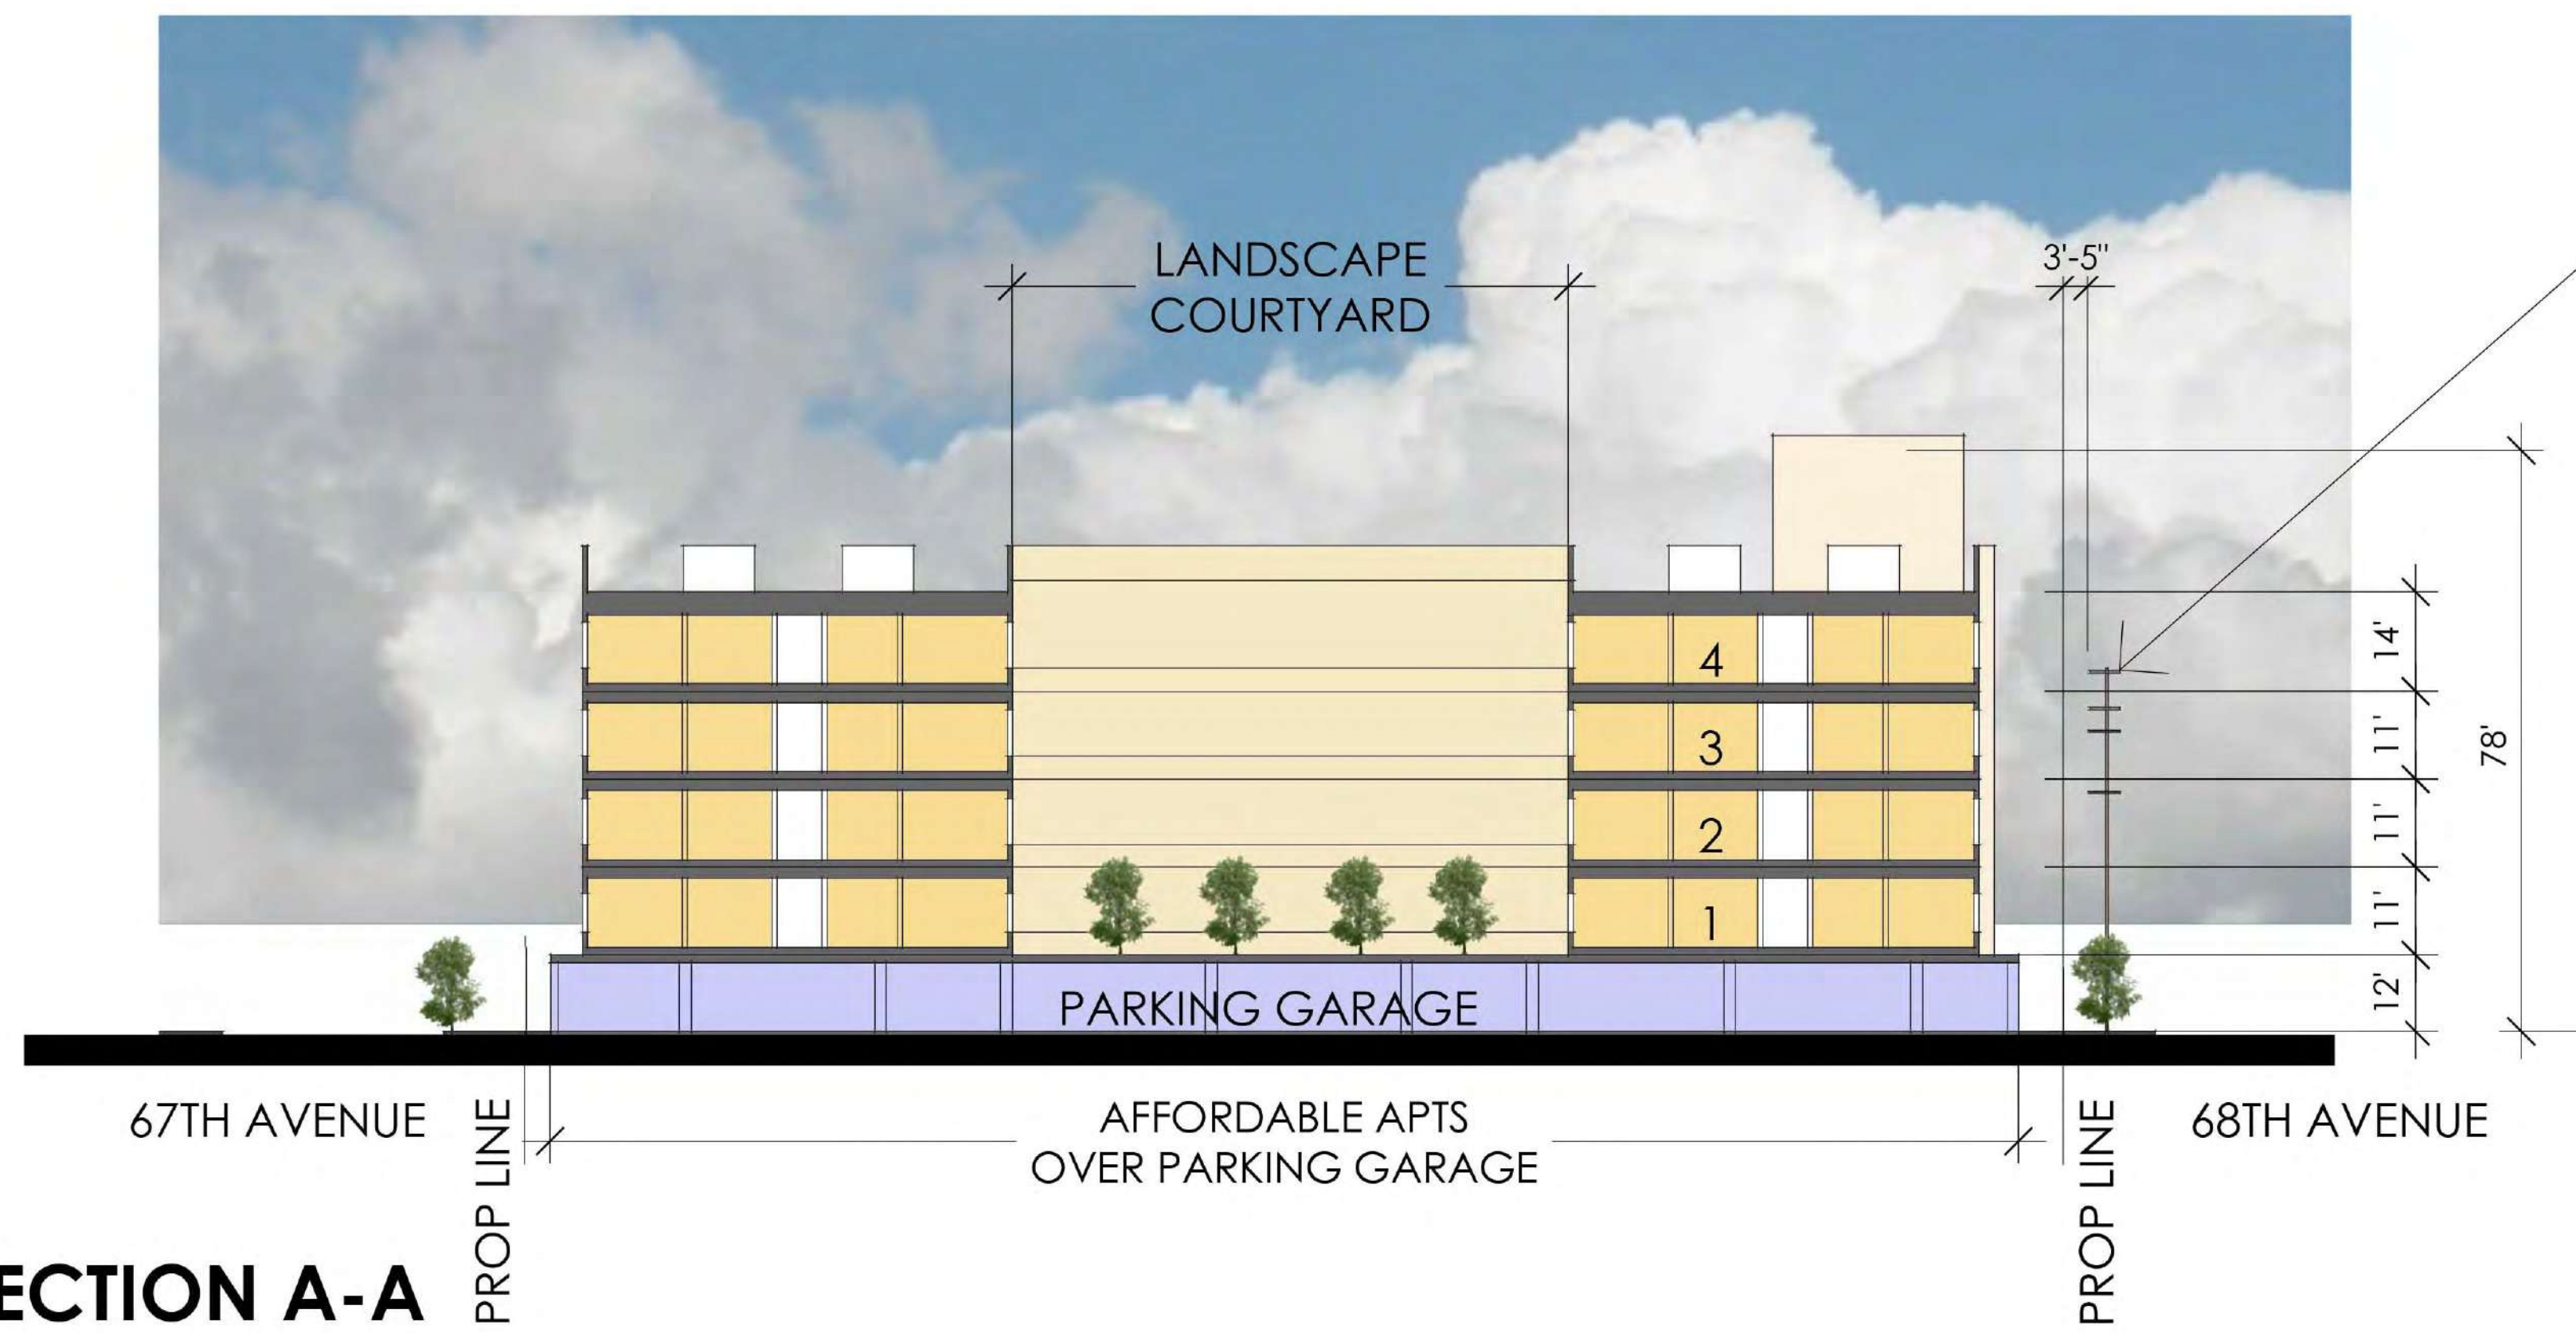 LANDSCAPE
COURTYARD
3'-5"
4
3
2
1
14'
11'
11'
11'
12'
78'
PARKING GARAGE
67TH AVENUE
PROP LINE
AFFORDABLE APTS
OVER PARKING GARAGE
PROP LINE
68TH AVENUE
ECTION A-A